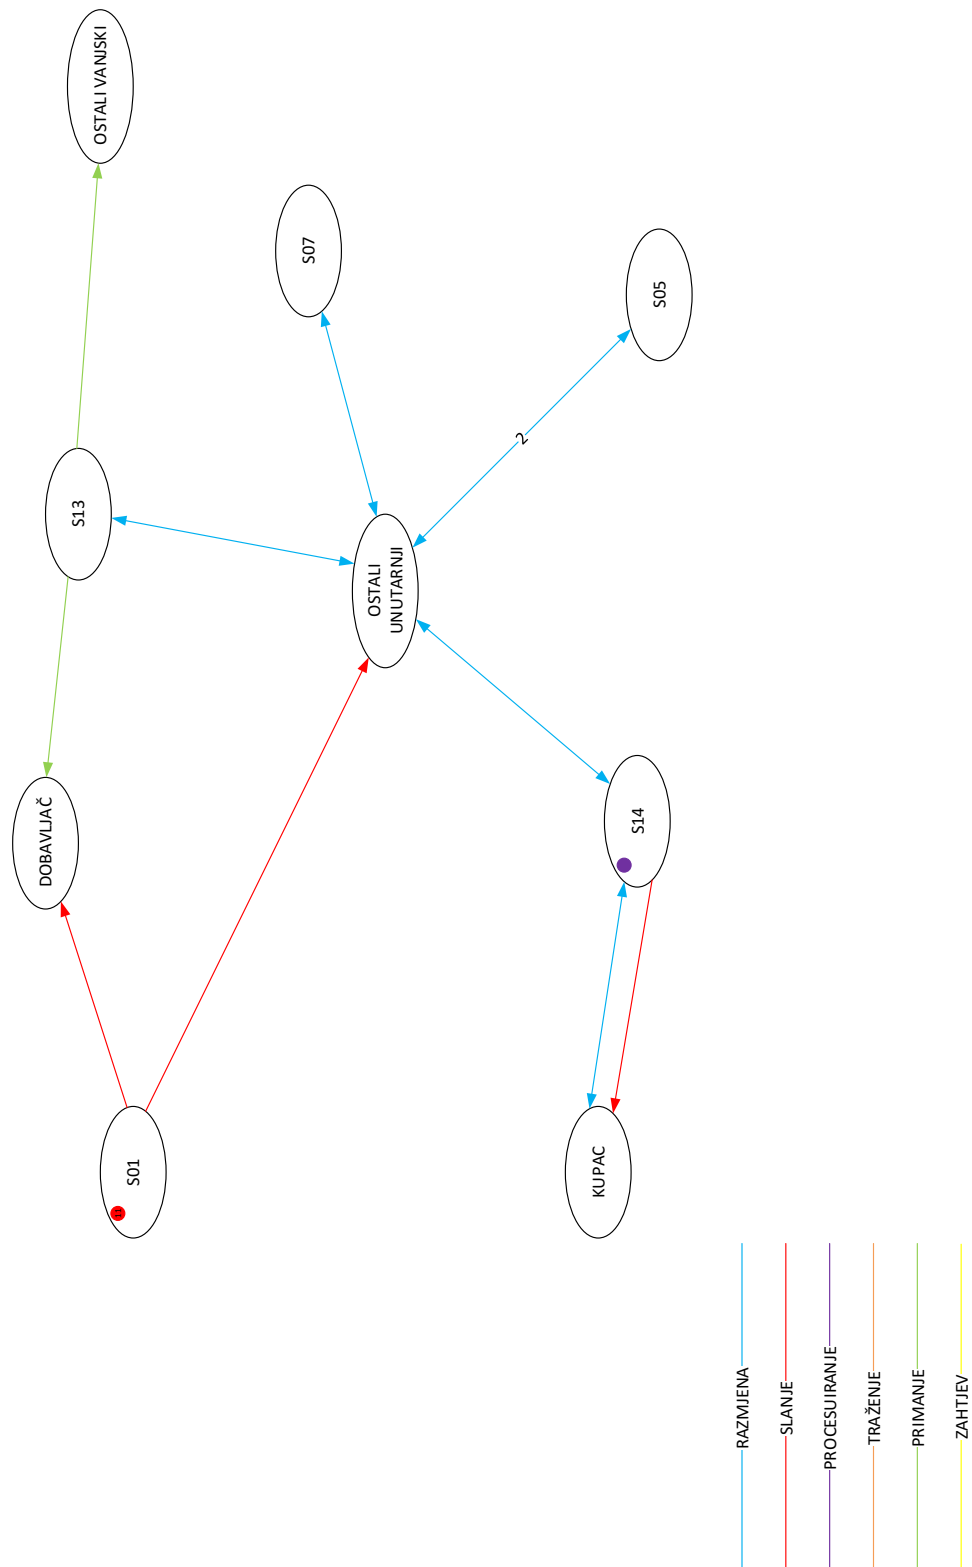 DOBAVLJAČ
S13
OSTALI VANJSKI
S01
S07
OSTALI
UNUTARNJI
2
KUPAC
S14
S05
RAZMJENA
SLANJE
PROCESUIRANJE
TRAŽENJE
PRIMANJE
ZAHTJEV